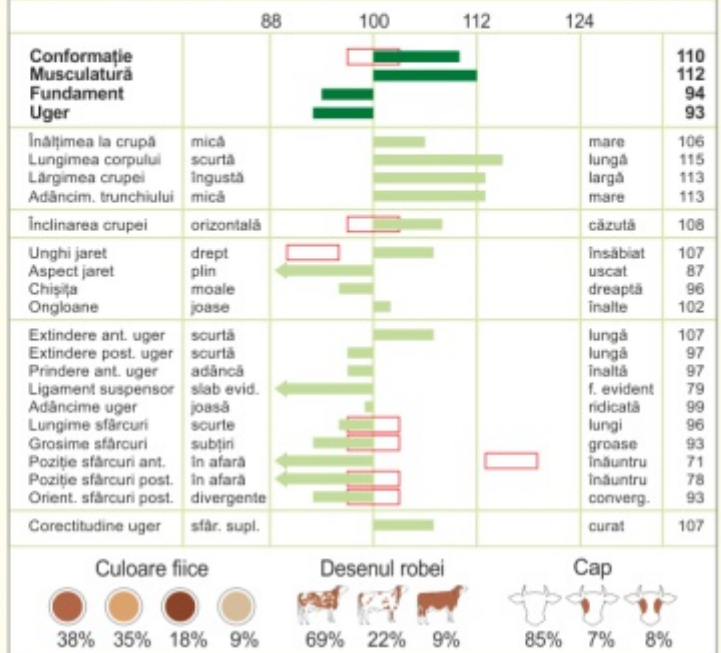 88 100 112 124
Conformație 110
Musculatură 112
Fundament 94
Uger 93
Înălțimea la crupă mică mare 106
Lungimea corpului scurtă lungă 115
Lărgimea crupei îngustă largă 113
Adâncim. trunchiului mică mare 113
Înclinarea crupei orizontală căzută 108
Unghi jaret drept însăbiat 107
Aspect jaret plin uscat 87
Chișița moale dreaptă 96
Ongloane joase înalte 102
Extindere ant. uger scurtă lungă 107
Extindere post. uger scurtă lungă 97
Prindere ant. uger adâncă înaltă 97
Ligament suspensor slab evid. f. evident 79
Adâncime uger joasă ridicată 99
Lungime sfârcuri scurte lungi 96
Grosime sfârcuri subțiri groase 93
Poziție sfârcuri ant. în afară înăuntru 71
Poziție sfârcuri post. în afară înăuntru 78
Orient. sfârcuri post. divergente converg. 93
Corectitudine uger sfâr. supl. curat 107
Culoare fiice Desenul robei Cap
38% 35% 18% 9% 69% 22% 9% 85% 7% 8%